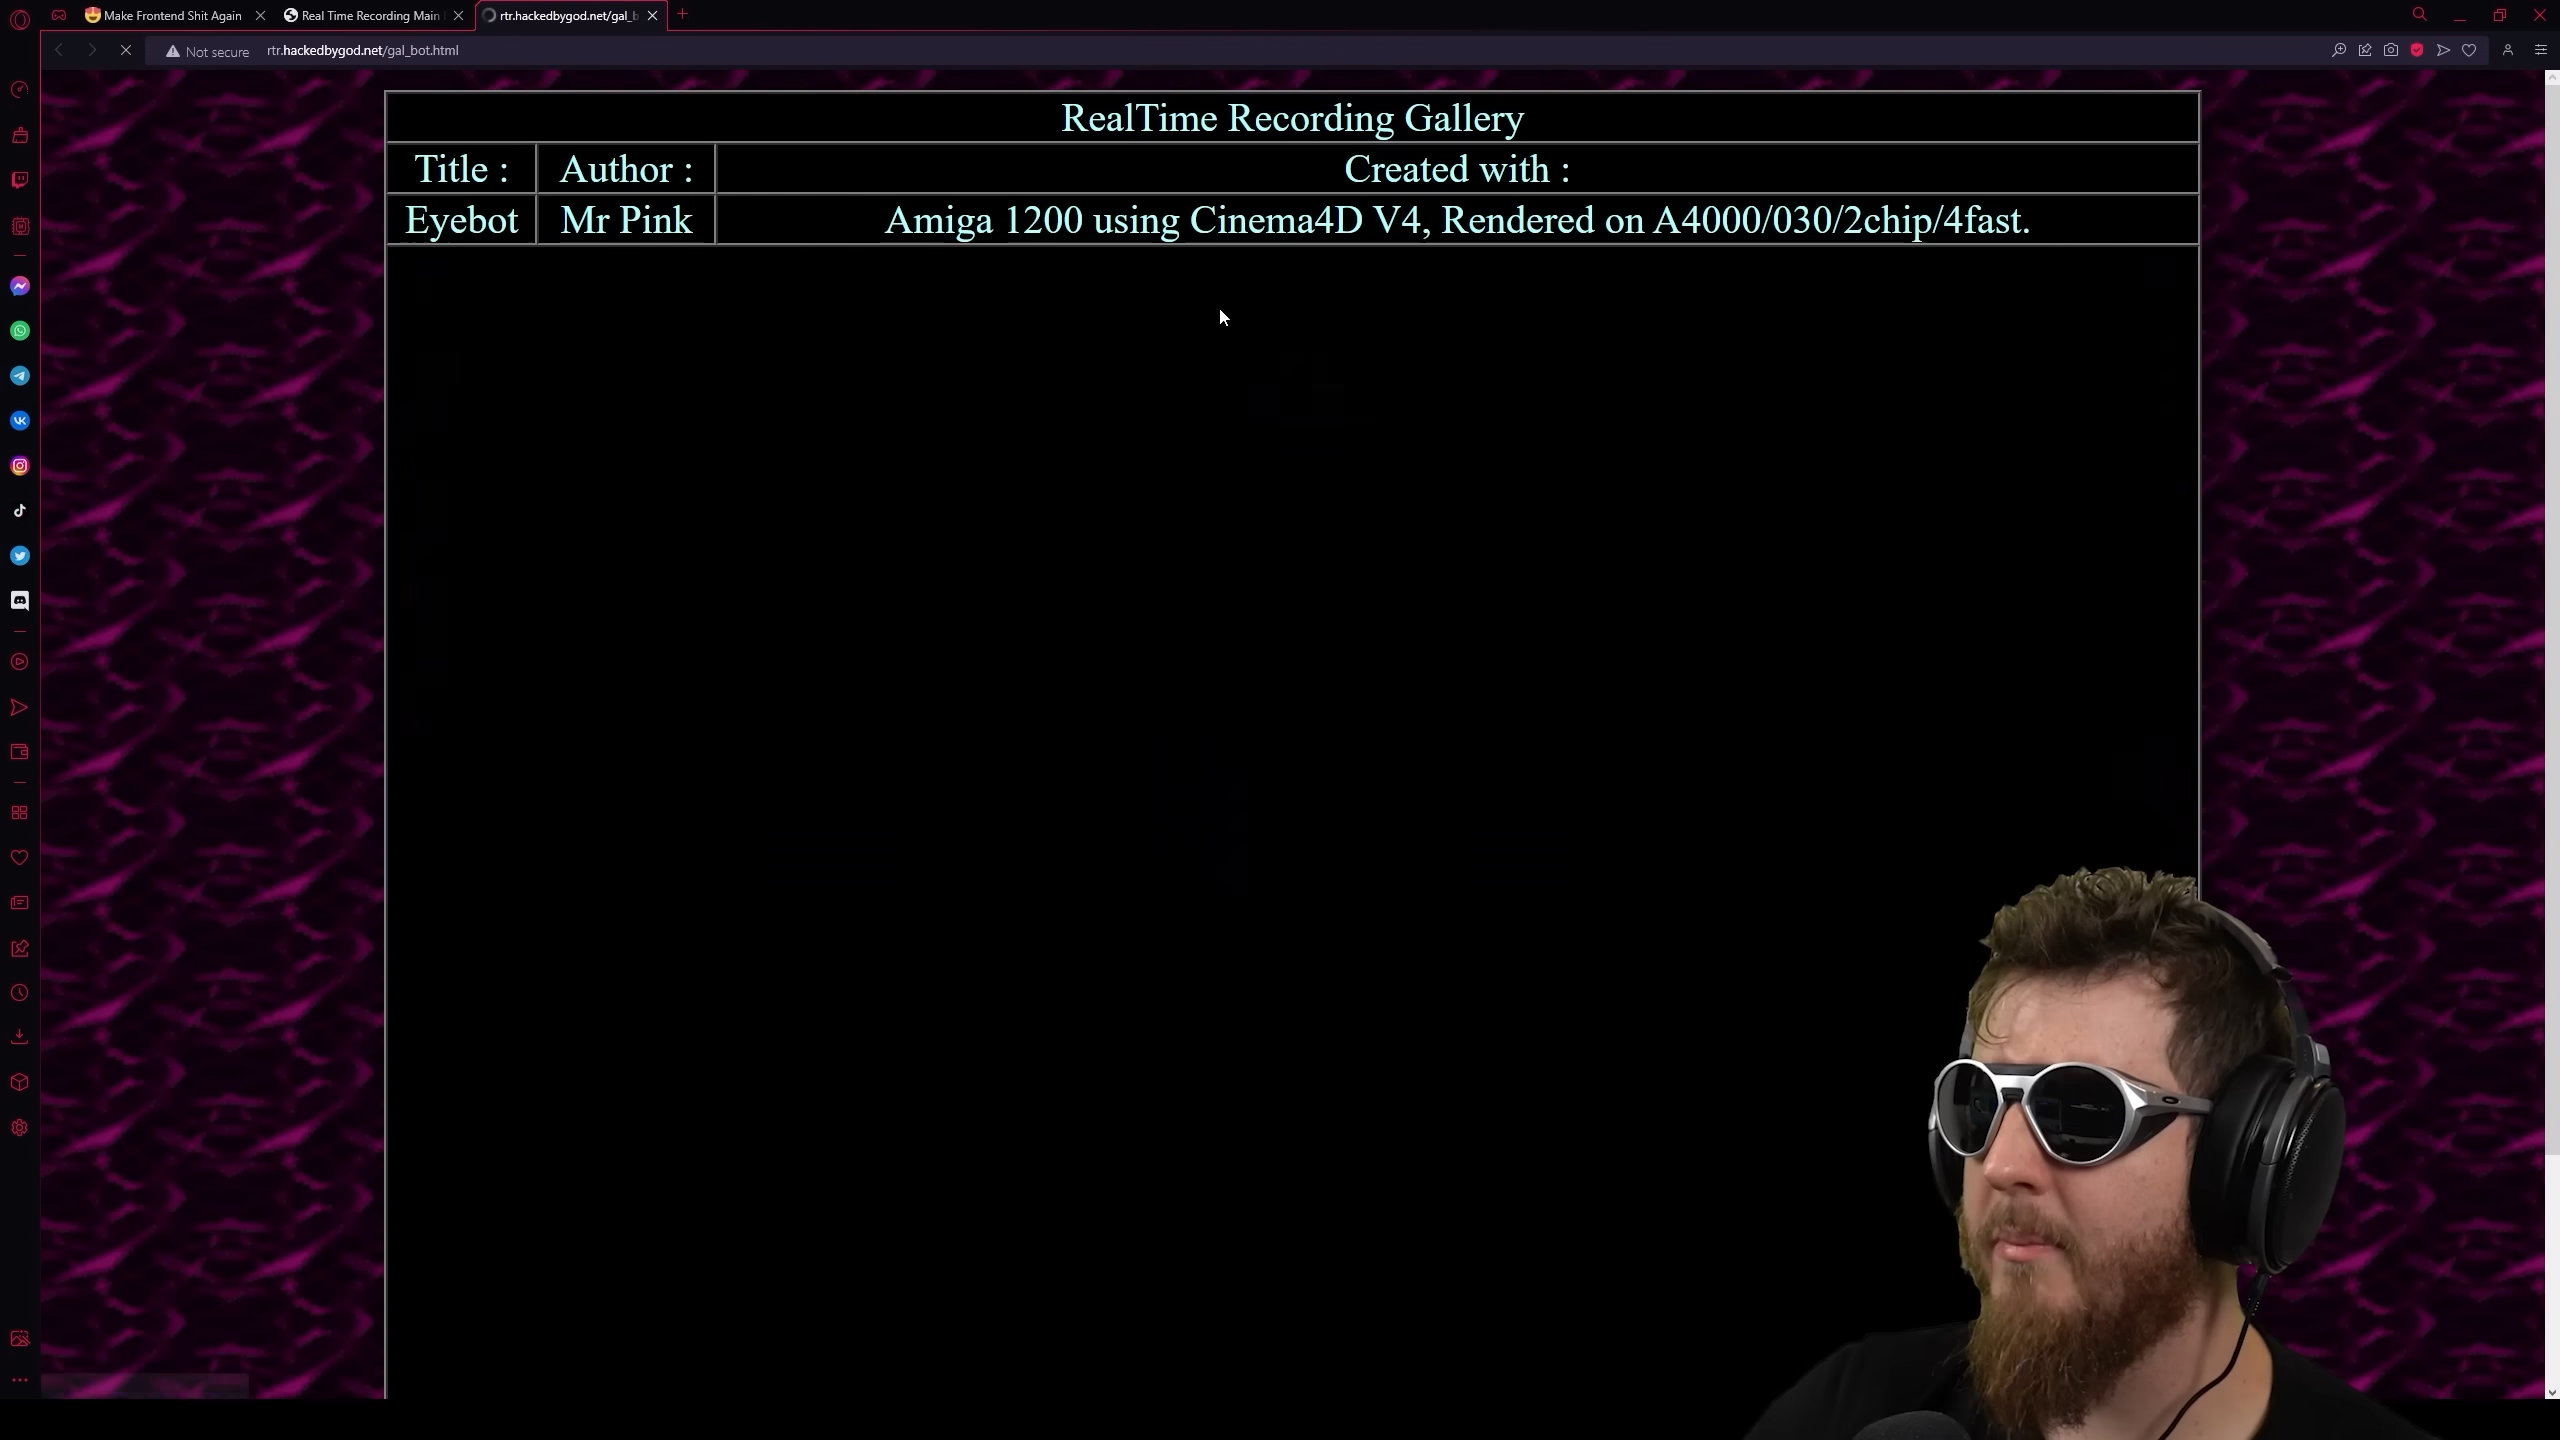 Make Frontend Shit Again
Real Time Recording Main
rtr.hackedbygod.net/gal_b
Not secure
rtr.hackedbygod.net/gal_bot.html
RealTime Recording Gallery
Title :
Author :
Created with :
Eyebot
Mr Pink
Amiga 1200 using Cinema4D V4, Rendered on A4000/030/2chip/4fast.